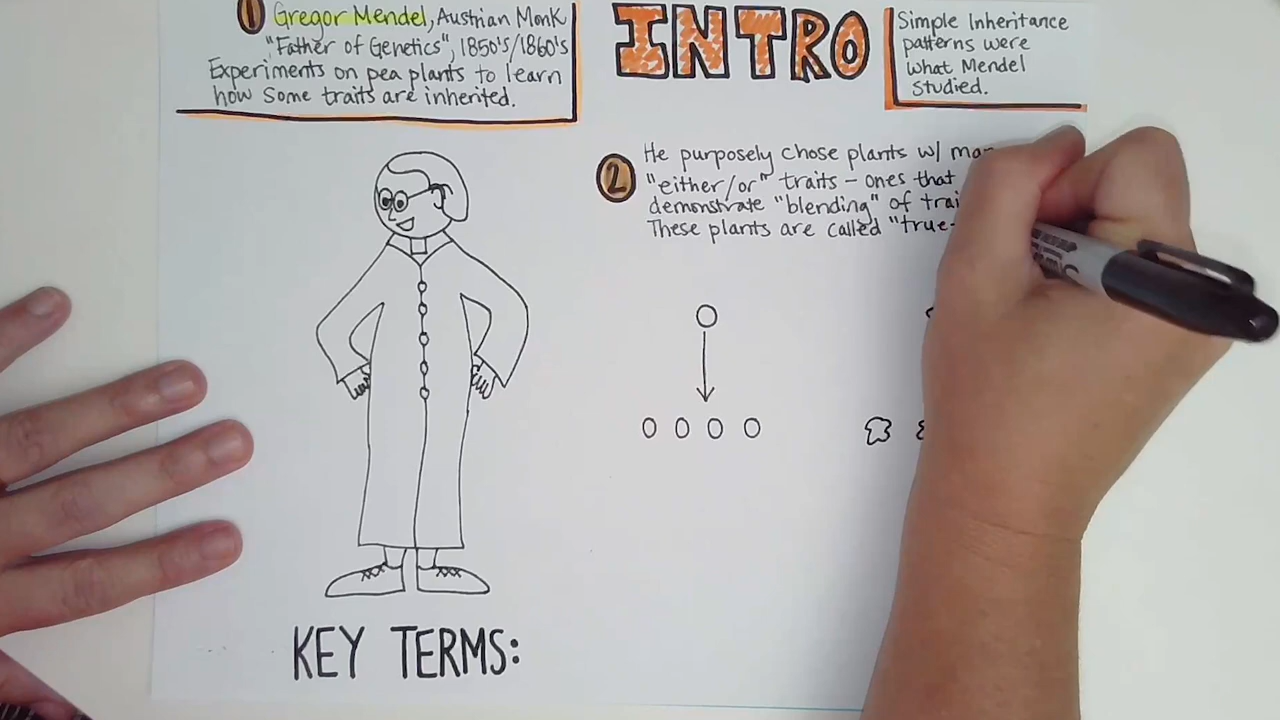 1 Gregor Mendel, Austrian Monk
"Father of Genetics", 1850's/1860's
Experiments on pea plants to learn
how some traits are inherited.
INTRO
Simple Inheritance
patterns were
what Mendel
studied.
2 He purposely chose plants w/
"either/or" traits – ones that
demonstrate "blending" of
These plants are called "true-
KEY TERMS: